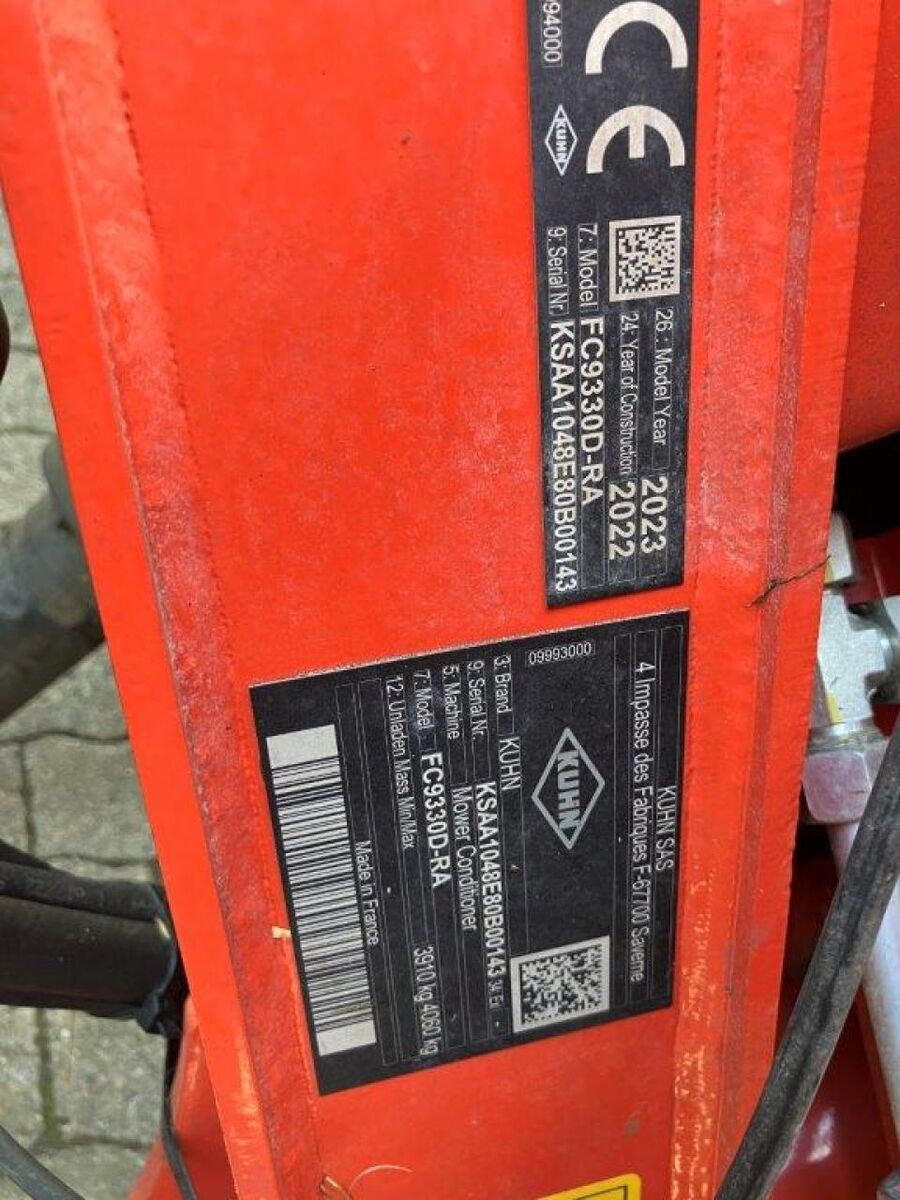 94000
CE
KUHN
26: Model Year 2023
24: Year of Construction 2022
7: Model FC9330D-RA
9: Serial Nr. KSAA1048E80B00143
KUHN SAS
4 Impasse des Fabriques F-67700 Saverne
KUHN
09993000
3: Brand KUHN
9: Serial Nr. KSAA1048E80B00143
5: Machine Mower Conditioner
7: Model FC9330D-RA
12: Unladen Mass Min/Max 3910 kg 4060 kg
Made in France